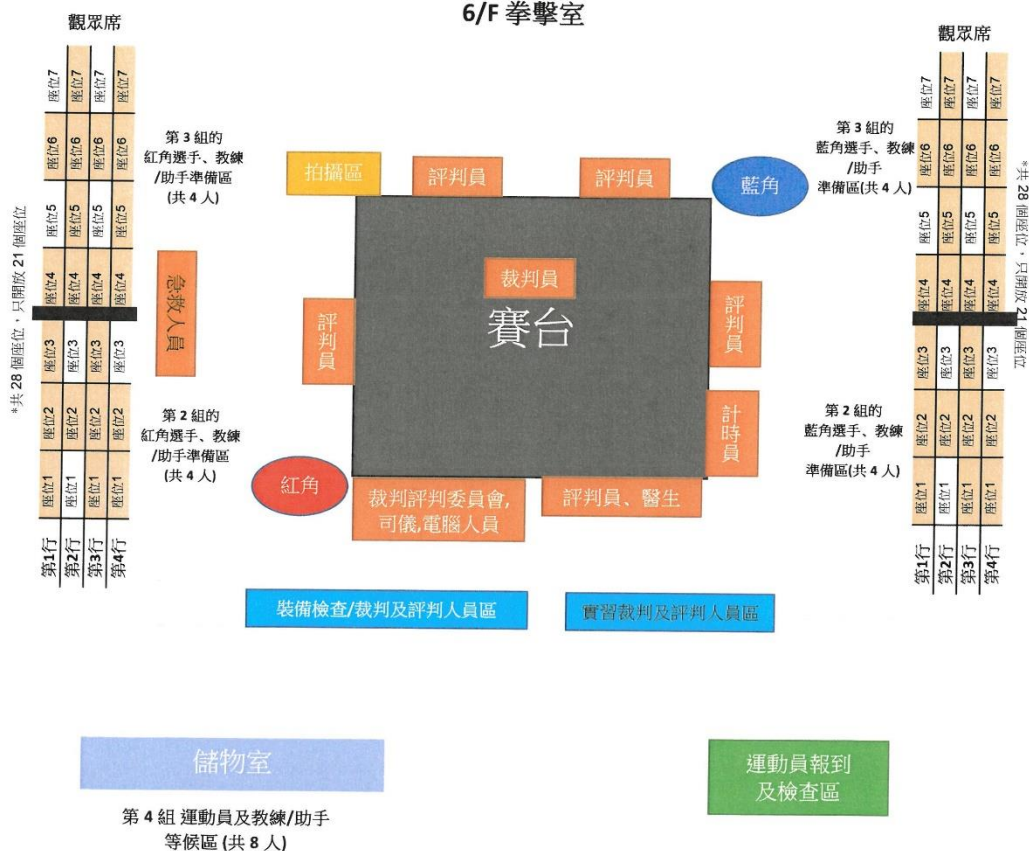 6/F 拳擊室
觀眾席
座位7 座位7 座位7 座位7
座位6 座位6 座位6 座位6
座位5 座位5 座位5 座位5
座位4 座位4 座位4 座位4
座位3 座位3 座位3 座位3
座位2 座位2 座位2 座位2
座位1 座位1 座位1 座位1
第1行 第2行 第3行 第4行
*共 28 個座位，只開放 21 個座位
第 3 組的
紅角選手、教練
/助手準備區
(共 4 人)
急救人員
第 2 組的
紅角選手、教練
/助手準備區
(共 4 人)
拍攝區
評判員
評判員
藍角
裁判員
賽台
評判員
評判員
計時員
紅角
裁判評判委員會,
司儀,電腦人員
評判員、醫生
第 3 組的
藍角選手、教練
/助手
準備區(共 4 人)
第 2 組的
藍角選手、教練
/助手
準備區(共 4 人)
觀眾席
座位7 座位7 座位7 座位7
座位6 座位6 座位6 座位6
座位5 座位5 座位5 座位5
座位4 座位4 座位4 座位4
座位3 座位3 座位3 座位3
座位2 座位2 座位2 座位2
座位1 座位1 座位1 座位1
第1行 第2行 第3行 第4行
*共 28 個座位，只開放 21 個座位
裝備檢查/裁判及評判人員區
實習裁判及評判人員區
儲物室
第 4 組 運動員及教練/助手
等候區 (共 8 人)
運動員報到
及檢查區